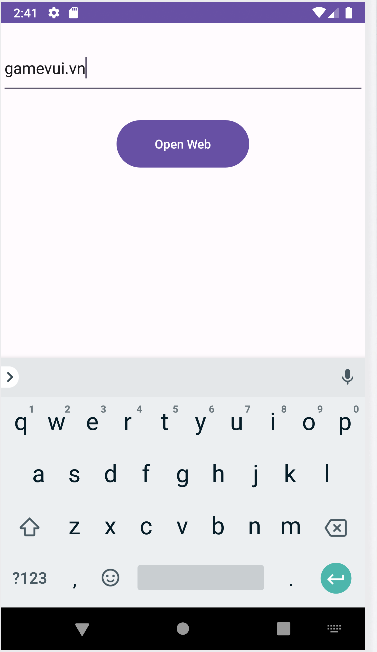 2:41
gamevui.vn
Open Web
1 2 3 4 5 6 7 8 9 0
q w e r t y u i o p
a s d f g h j k l
z x c v b n m
?123 , .